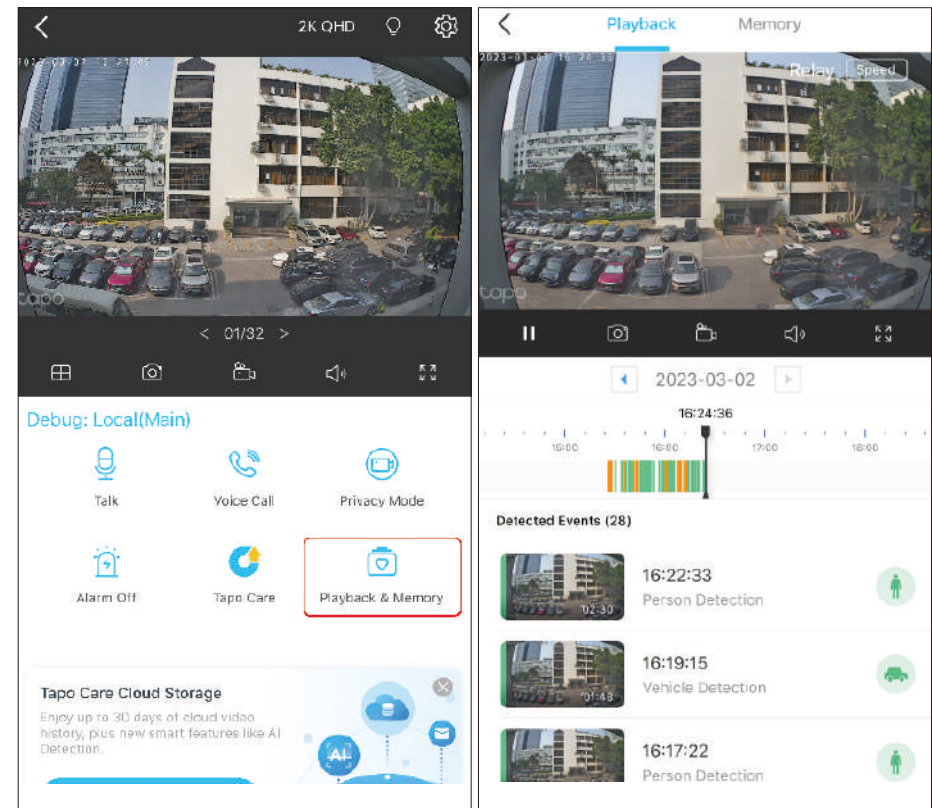 2K QHD
tapo
< 01/32 >
Debug: Local(Main)
Talk
Voice Call
Privacy Mode
Alarm Off
Tapo Care
Playback & Memory
Tapo Care Cloud Storage
Enjoy up to 30 days of cloud video
history, plus new smart features like AI
Detection.
AI
Playback
Memory
Relay
Speed
tapo
2023-03-02
16:24:36
15:00
16:00
17:00
18:00
Detected Events (28)
02:30
16:22:33
Person Detection
01:48
16:19:15
Vehicle Detection
16:17:22
Person Detection